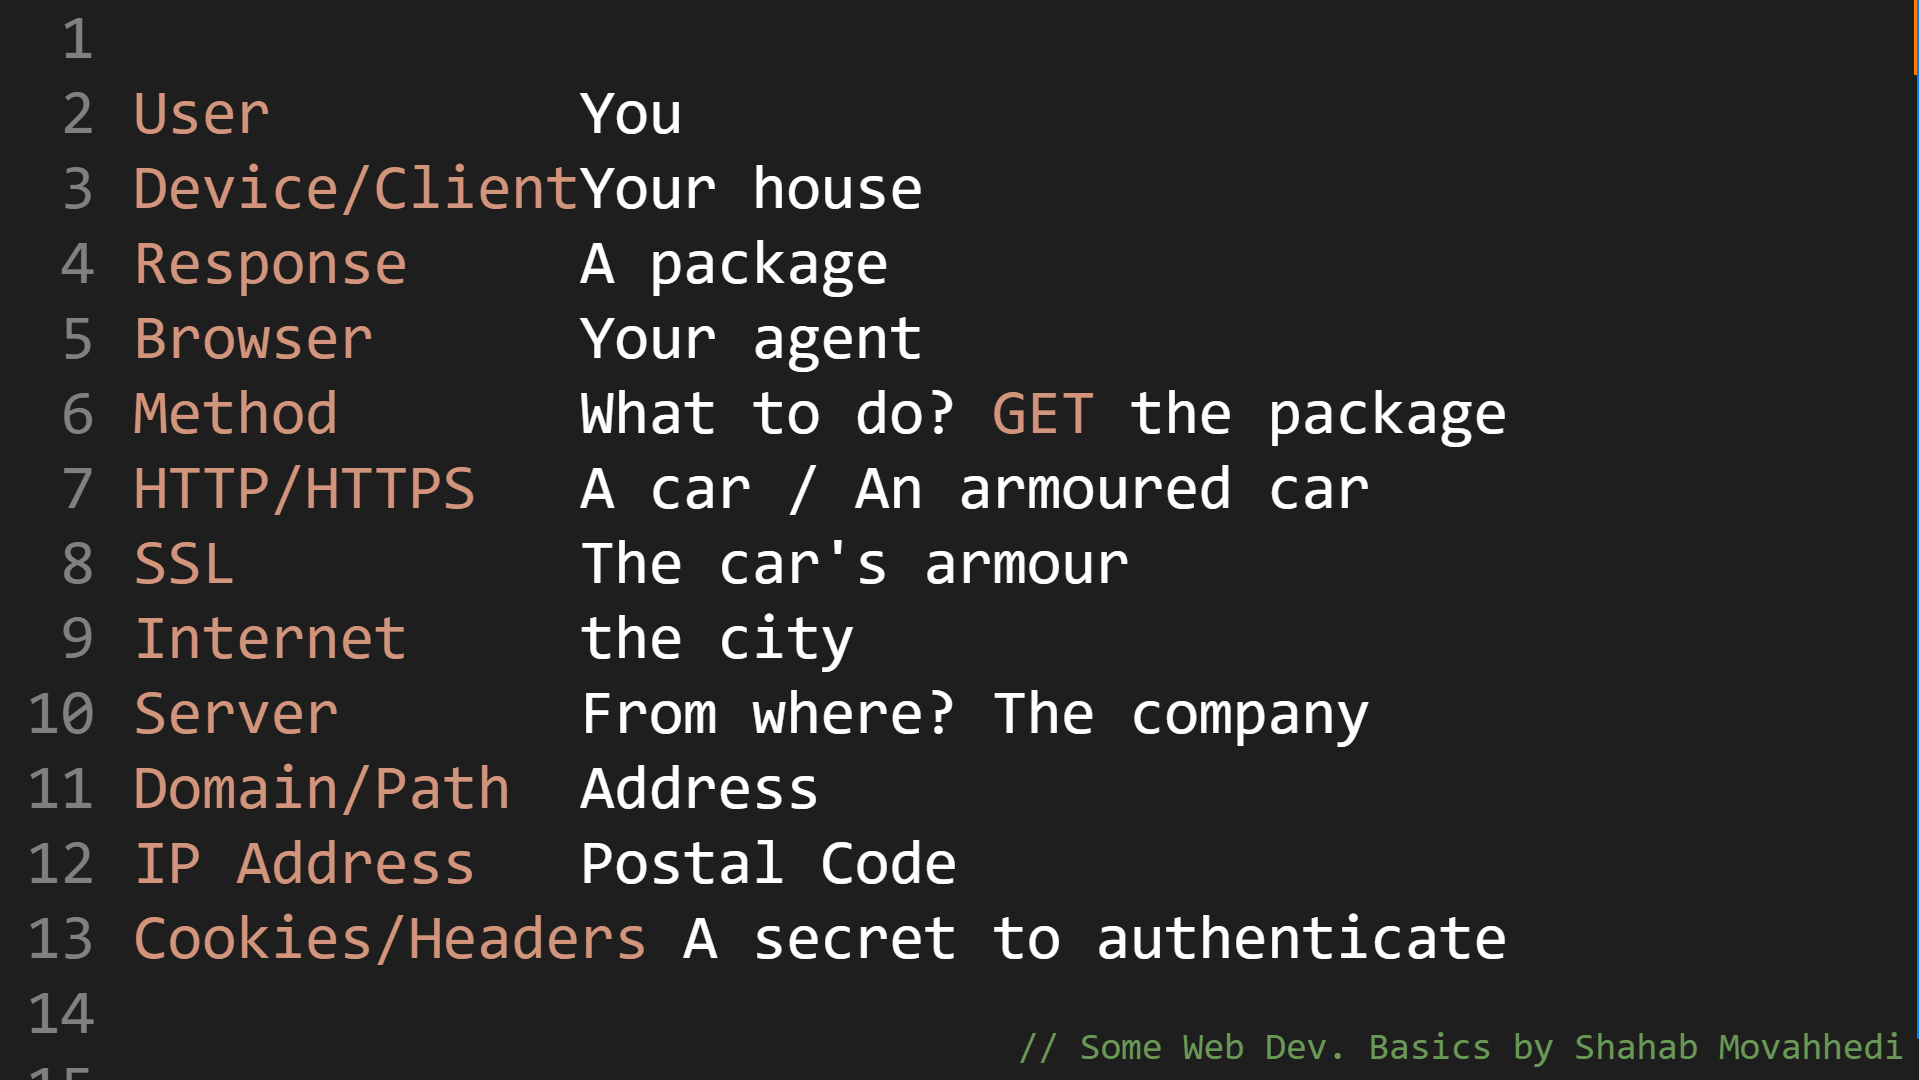 1
2 User You
3 Device/Client Your house
4 Response A package
5 Browser Your agent
6 Method What to do? GET the package
7 HTTP/HTTPS A car / An armoured car
8 SSL The car's armour
9 Internet the city
10 Server From where? The company
11 Domain/Path Address
12 IP Address Postal Code
13 Cookies/Headers A secret to authenticate
14
// Some Web Dev. Basics by Shahab Movahhedi
15